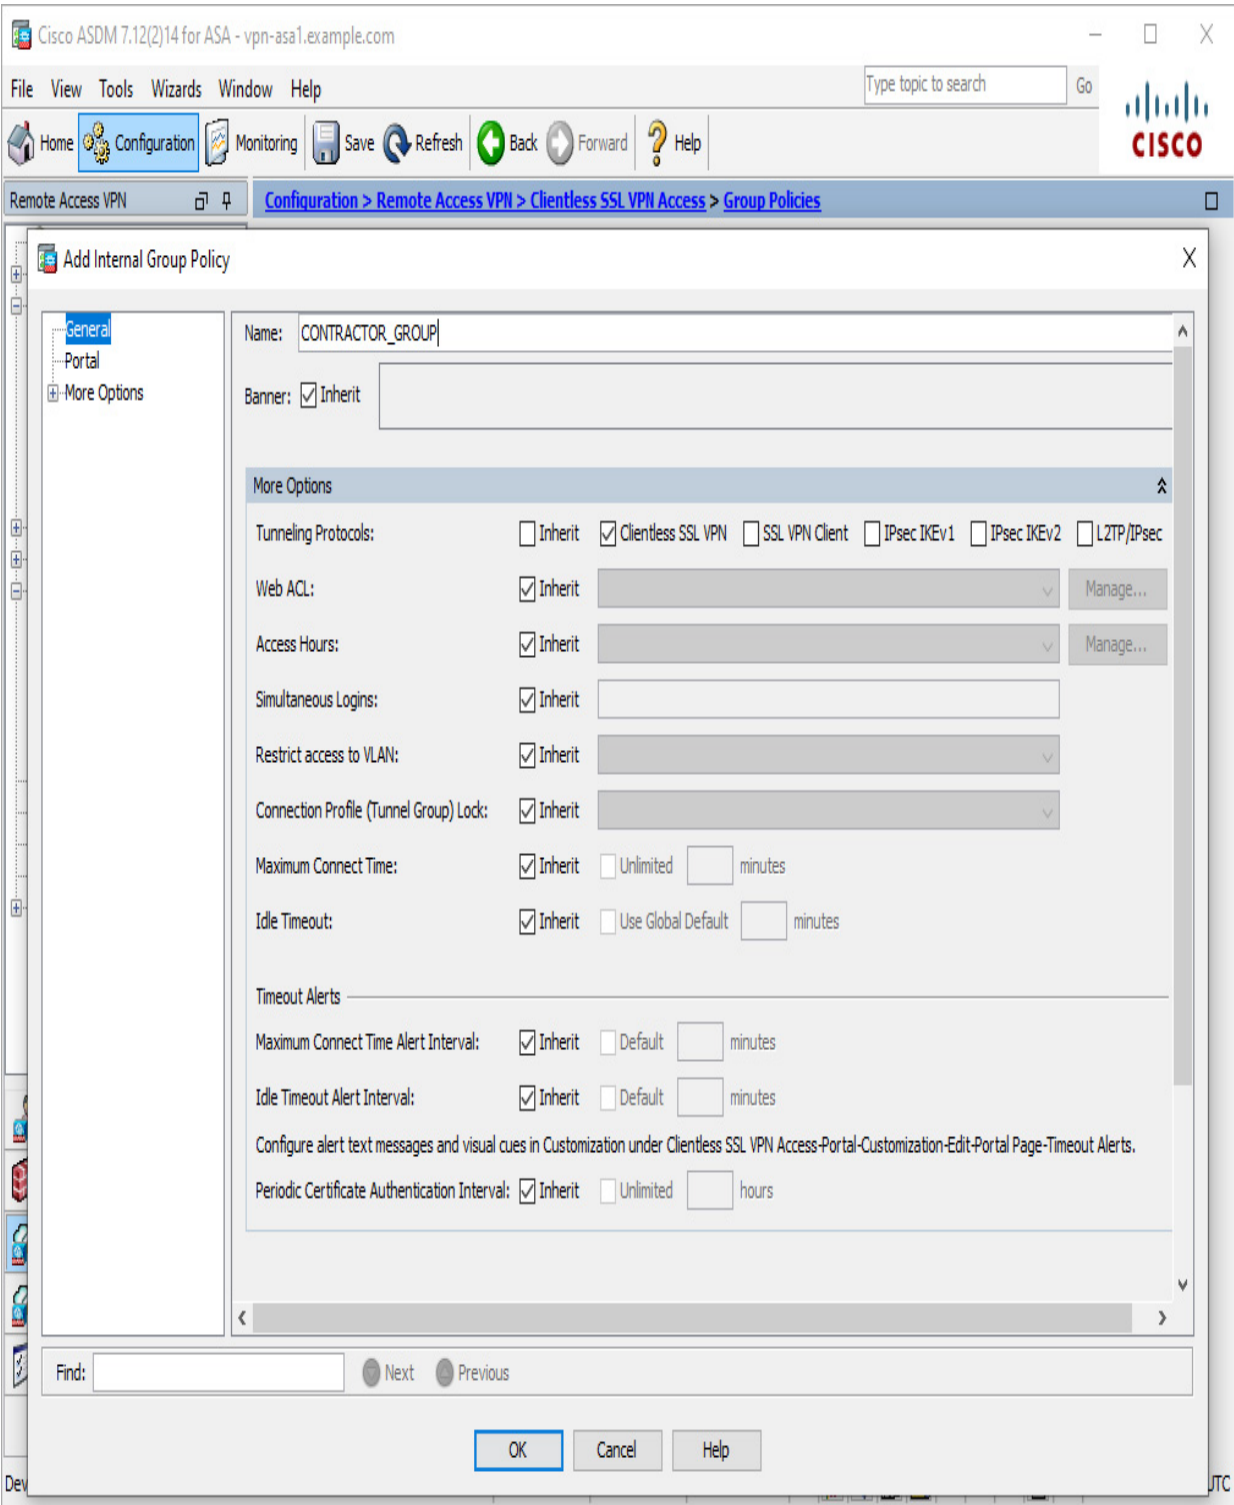 Cisco ASDM 7.12(2)14 for ASA - vpn-asa1.example.com
File View Tools Wizards Window Help
Type topic to search Go
CISCO
Home Configuration Monitoring Save Refresh Back Forward Help
Remote Access VPN
Configuration > Remote Access VPN > Clientless SSL VPN Access > Group Policies
Add Internal Group Policy
General
Portal
More Options
Name: CONTRACTOR_GROUP
Banner: Inherit
More Options
Tunneling Protocols: Inherit Clientless SSL VPN SSL VPN Client IPsec IKEv1 IPsec IKEv2 L2TP/IPsec
Web ACL: Inherit Manage...
Access Hours: Inherit Manage...
Simultaneous Logins: Inherit
Restrict access to VLAN: Inherit
Connection Profile (Tunnel Group) Lock: Inherit
Maximum Connect Time: Inherit Unlimited minutes
Idle Timeout: Inherit Use Global Default minutes
Timeout Alerts
Maximum Connect Time Alert Interval: Inherit Default minutes
Idle Timeout Alert Interval: Inherit Default minutes
Configure alert text messages and visual cues in Customization under Clientless SSL VPN Access-Portal-Customization-Edit-Portal Page-Timeout Alerts.
Periodic Certificate Authentication Interval: Inherit Unlimited hours
Find: Next Previous
OK Cancel Help
Dev